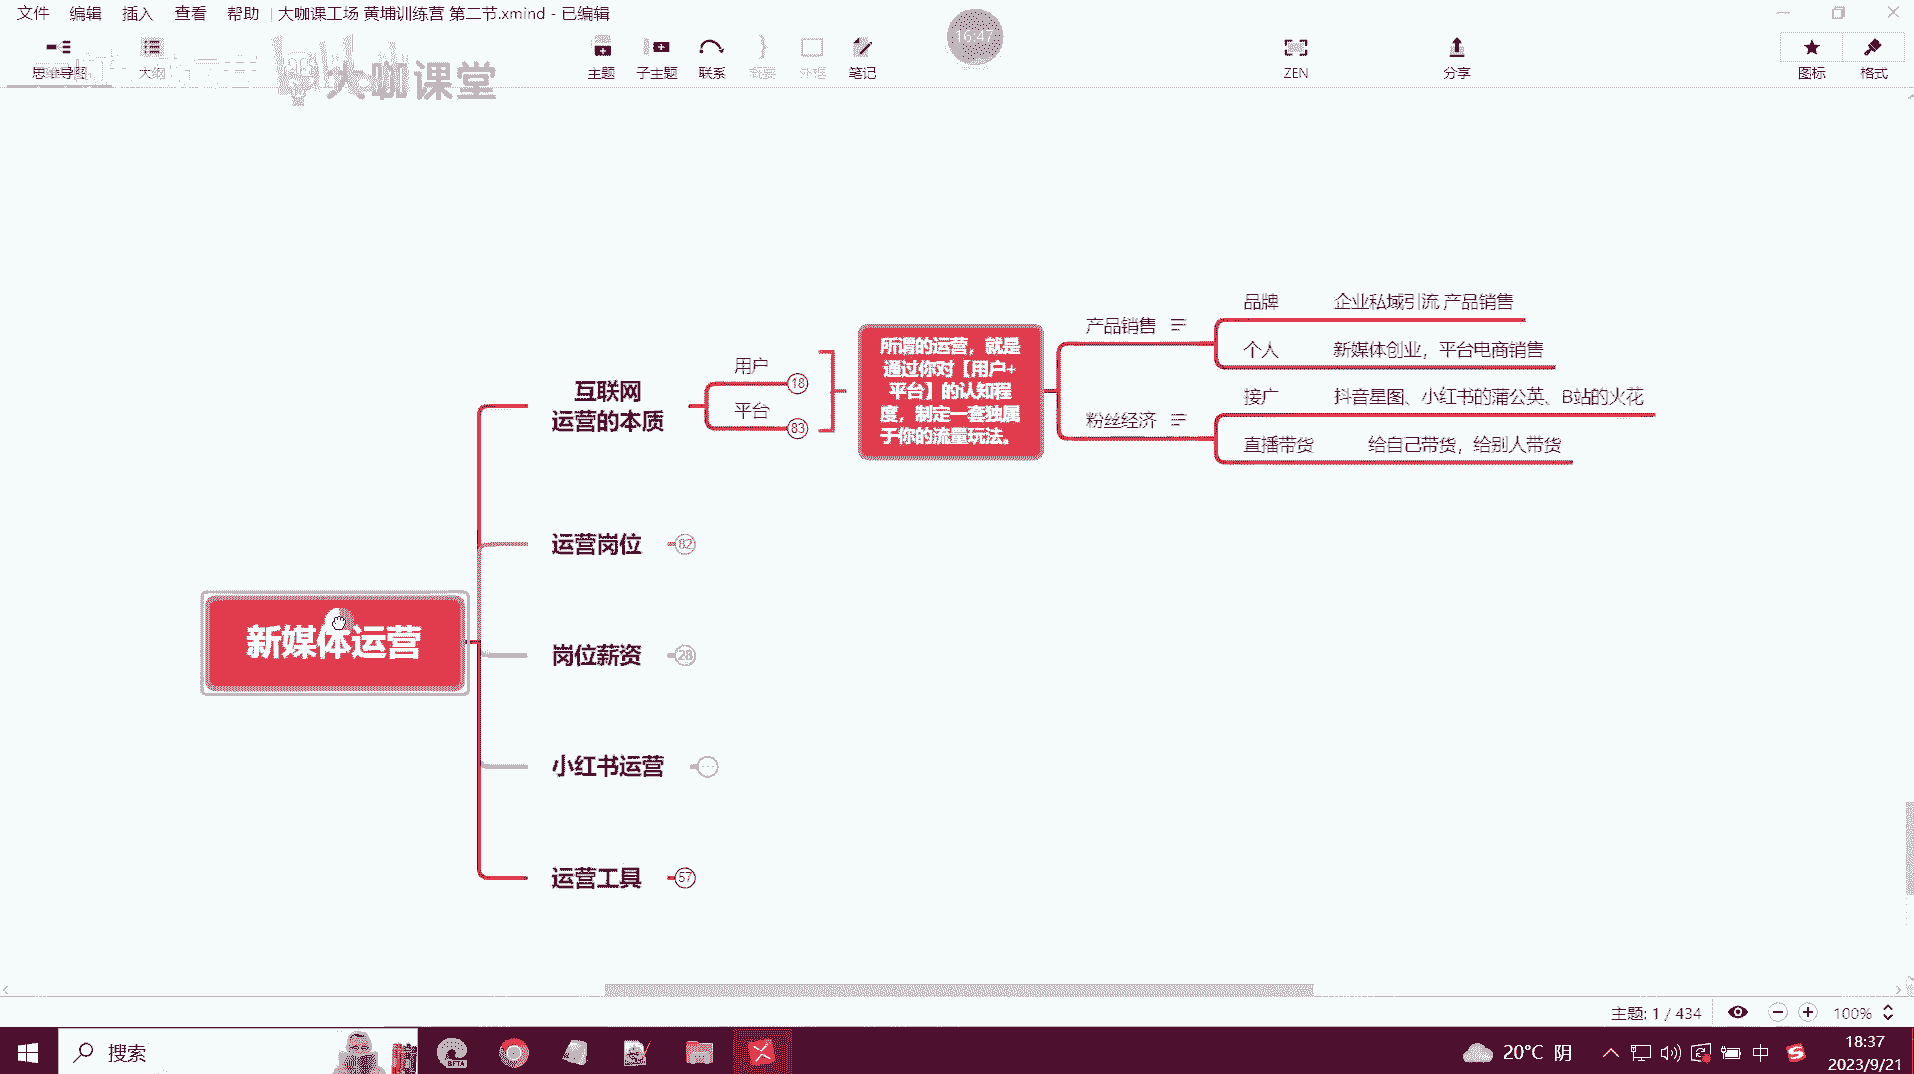 文件 编辑 插入 查看 帮助 大咖课工场 黄埔训练营 第二节.xmind - 已编辑
思维导图 大纲 主题 子主题 联系 概要 外框 笔记 ZEN 分享 图标 格式
16:47
大咖课堂
新媒体运营
互联网
运营的本质
用户
18
平台
83
所谓的运营，就是
通过你对【用户+
平台】的认知程
度，制定一套独属
于你的流量玩法。
产品销售
品牌 企业私域引流 产品销售
个人 新媒体创业，平台电商销售
粉丝经济
接广 抖音星图、小红书的蒲公英、B站的火花
直播带货 给自己带货，给别人带货
运营岗位 82
岗位薪资 28
小红书运营
运营工具 57
主题: 1 / 434 100%
搜索
BETA
20°C 阴
中
18:37
2023/9/21